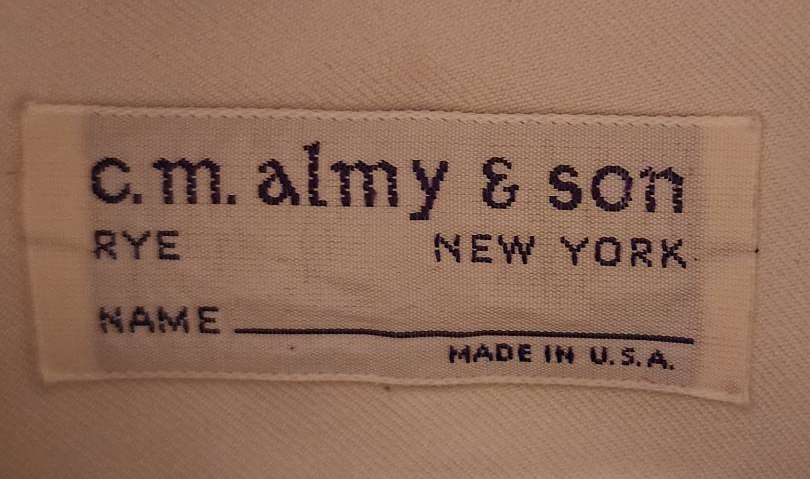 c.m. almy & son
RYE NEW YORK
NAME
MADE IN U.S.A.